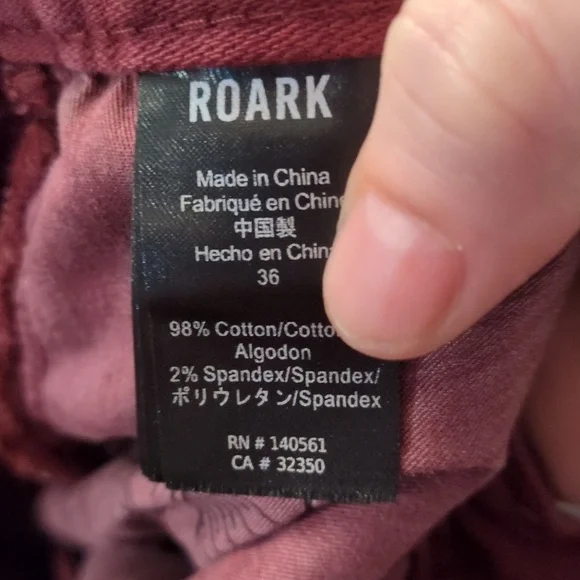 ROARK
Made in China
Fabriqué en Chine
中国製
Hecho en China
36
98% Cotton/
Algodon
2% Spandex/Spandex/
ポリウレタン/Spandex
RN # 140561
CA # 32350